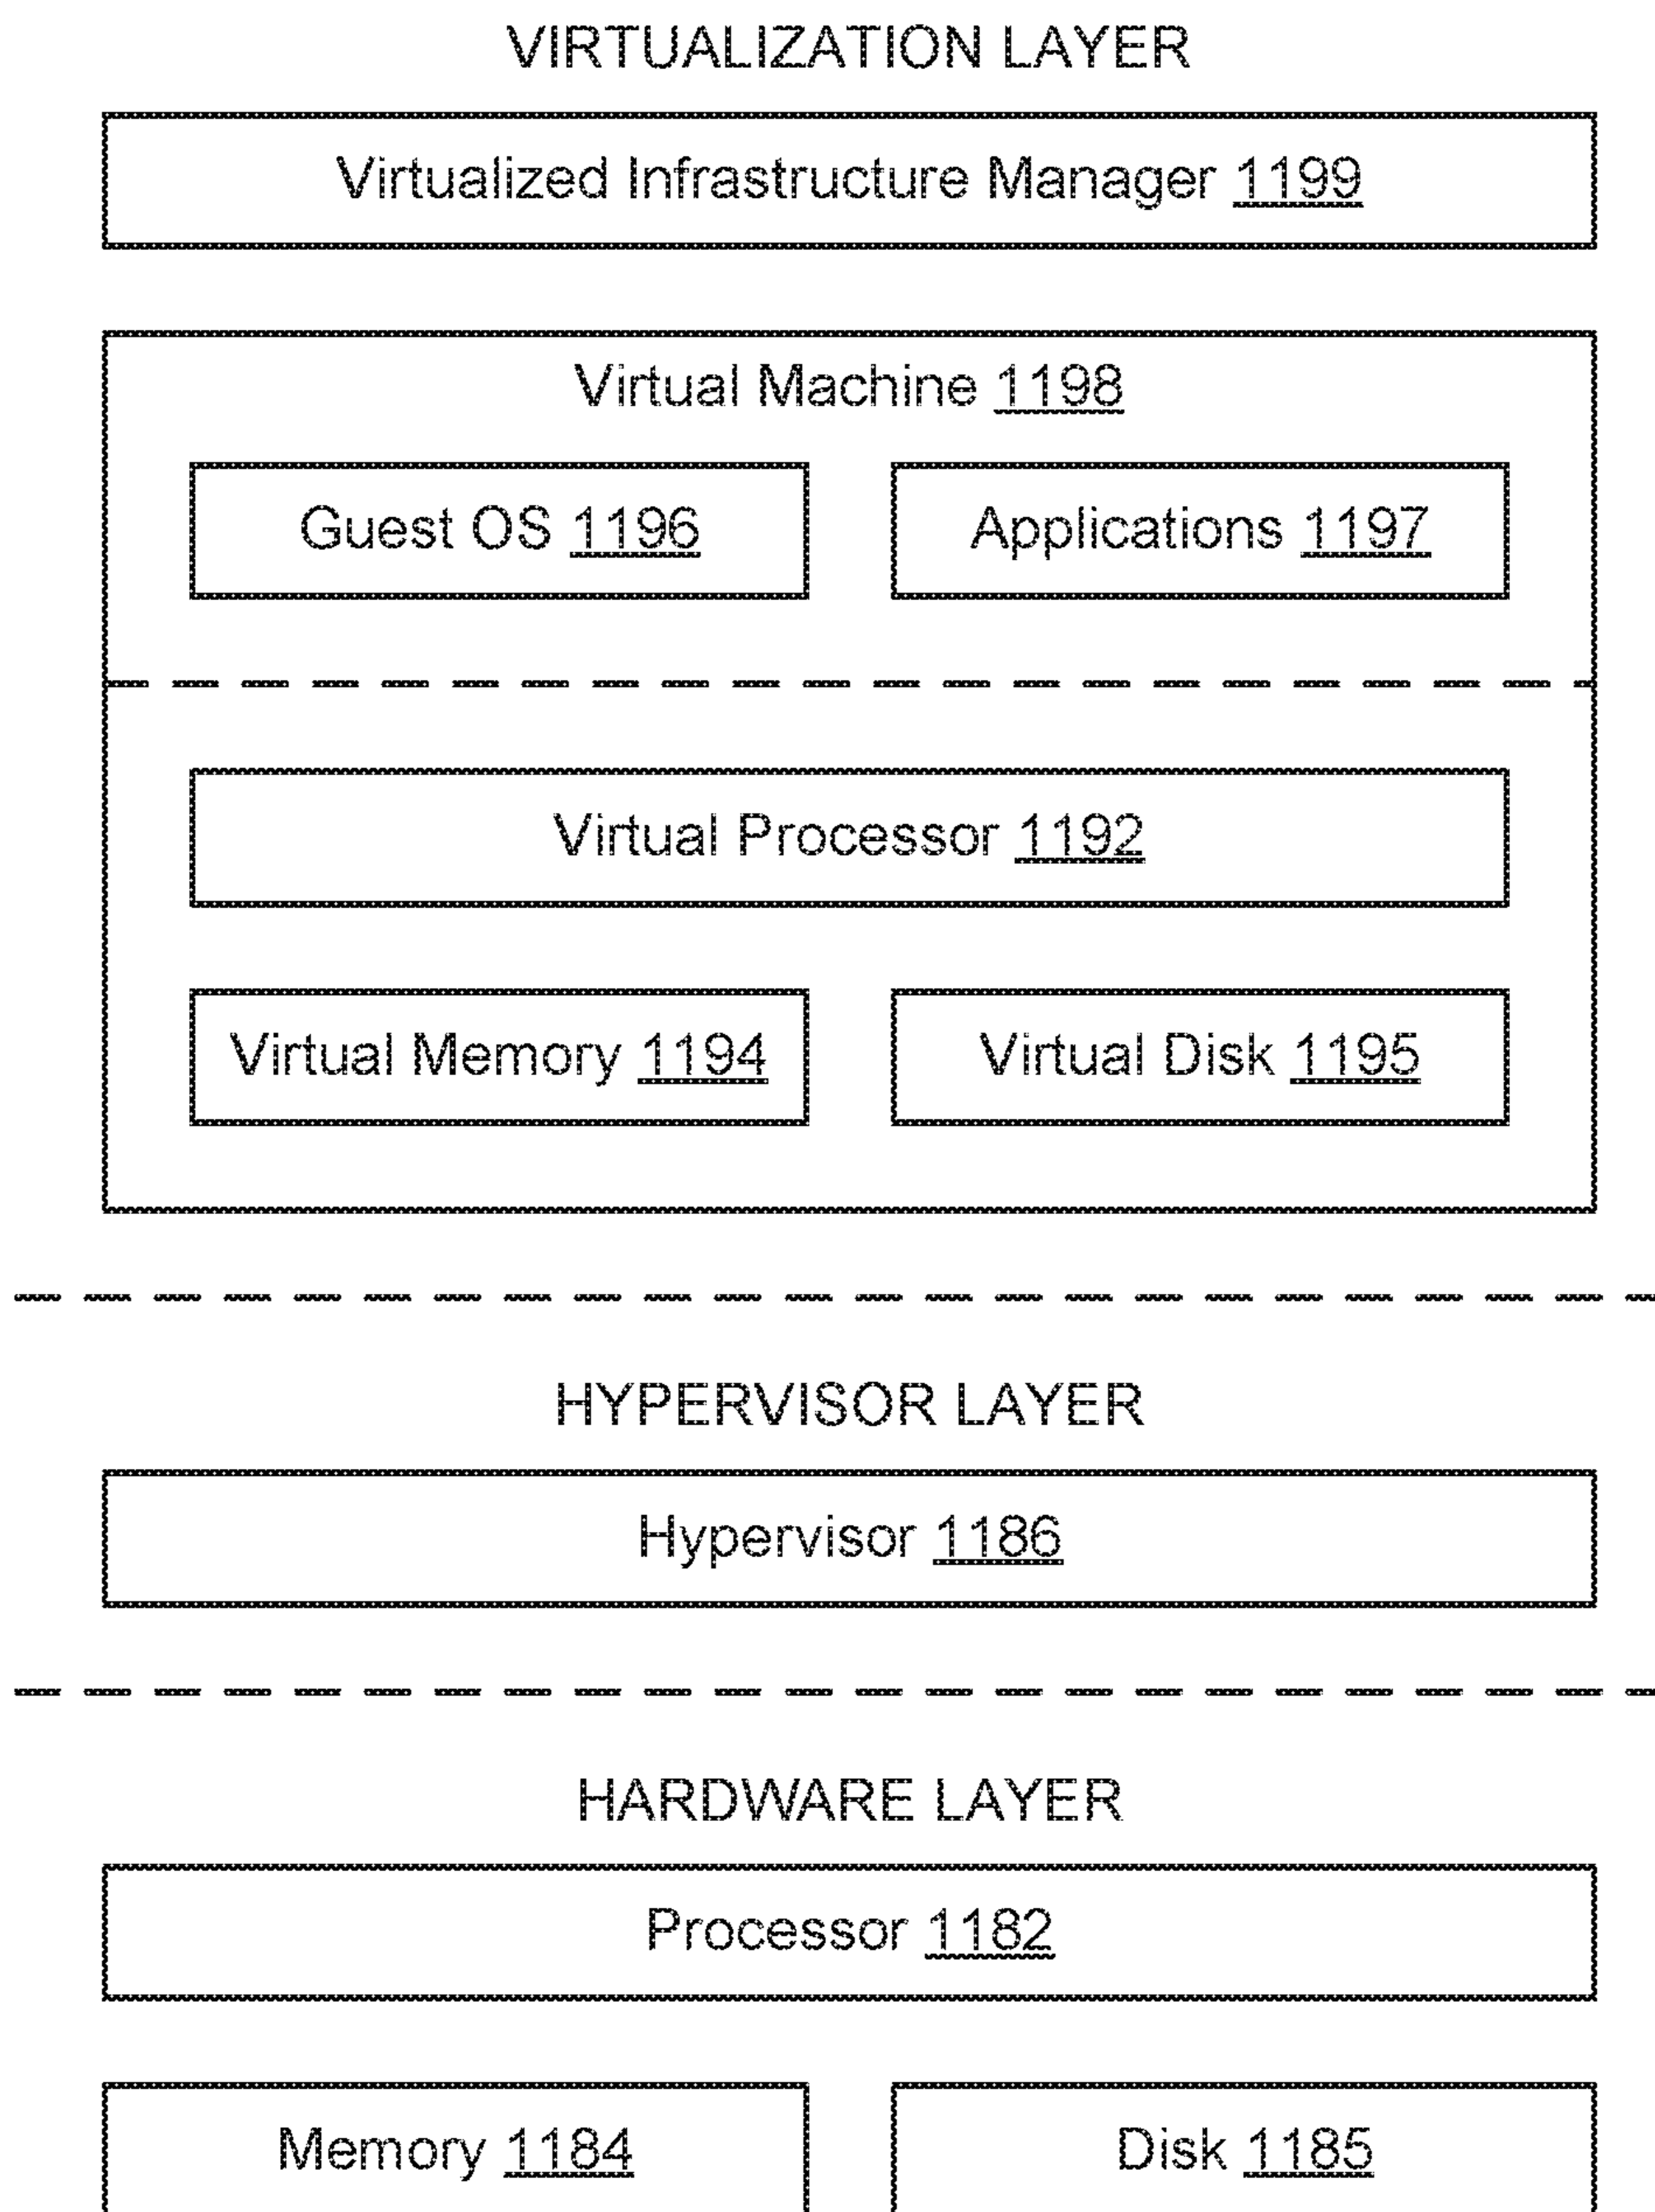 VIRTUALIZATION LAYER
Virtualized Infrastructure Manager 1199
Virtual Machine 1198
Guest OS 1196
Applications 1197
Virtual Processor 1192
Virtual Memory 1194
Virtual Disk 1195
HYPERVISOR LAYER
Hypervisor 1186
HARDWARE LAYER
Processor 1182
Memory 1184
Disk 1185